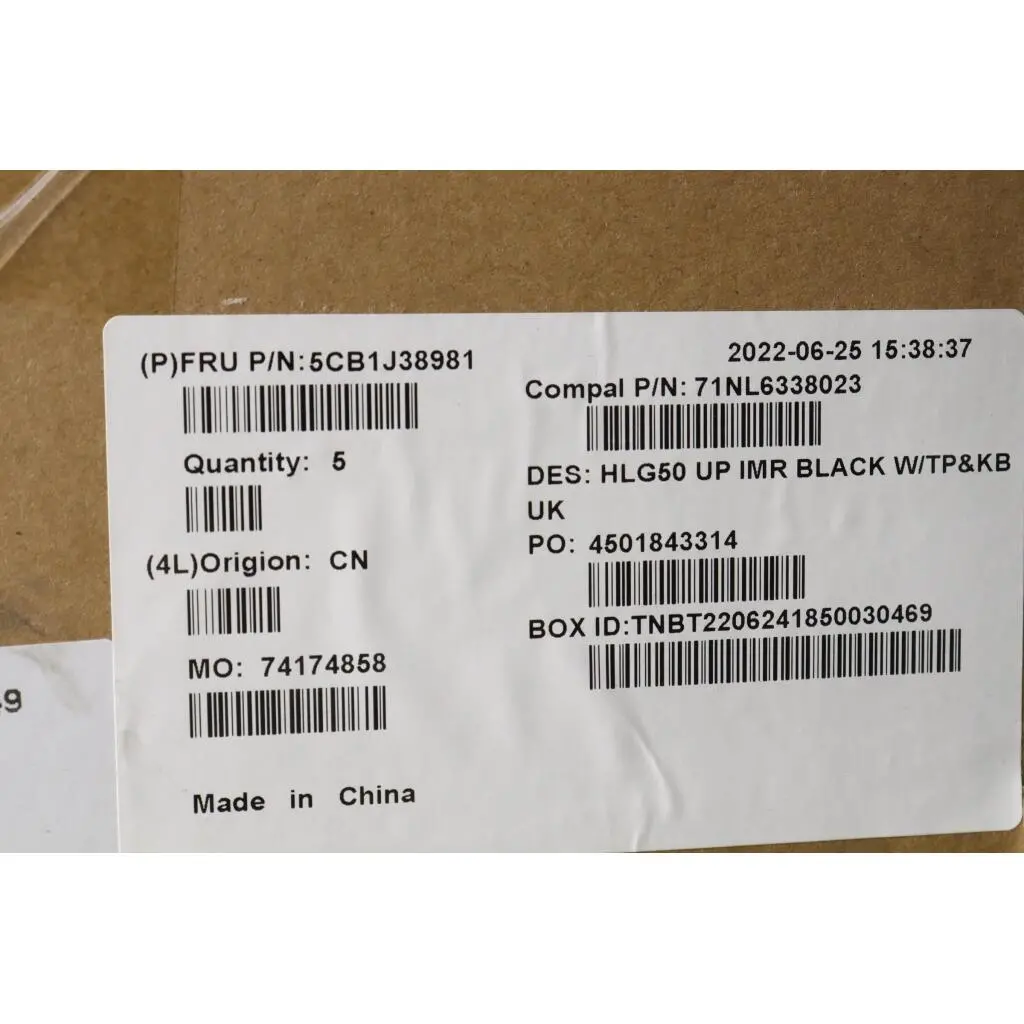 (P)FRU P/N:5CB1J38981
Quantity: 5
(4L)Origion: CN
MO: 74174858
Made in China
2022-06-25 15:38:37
Compal P/N: 71NL6338023
DES: HLG50 UP IMR BLACK W/TP&KB
UK
PO: 4501843314
BOX ID:TNBT2206241850030469
9